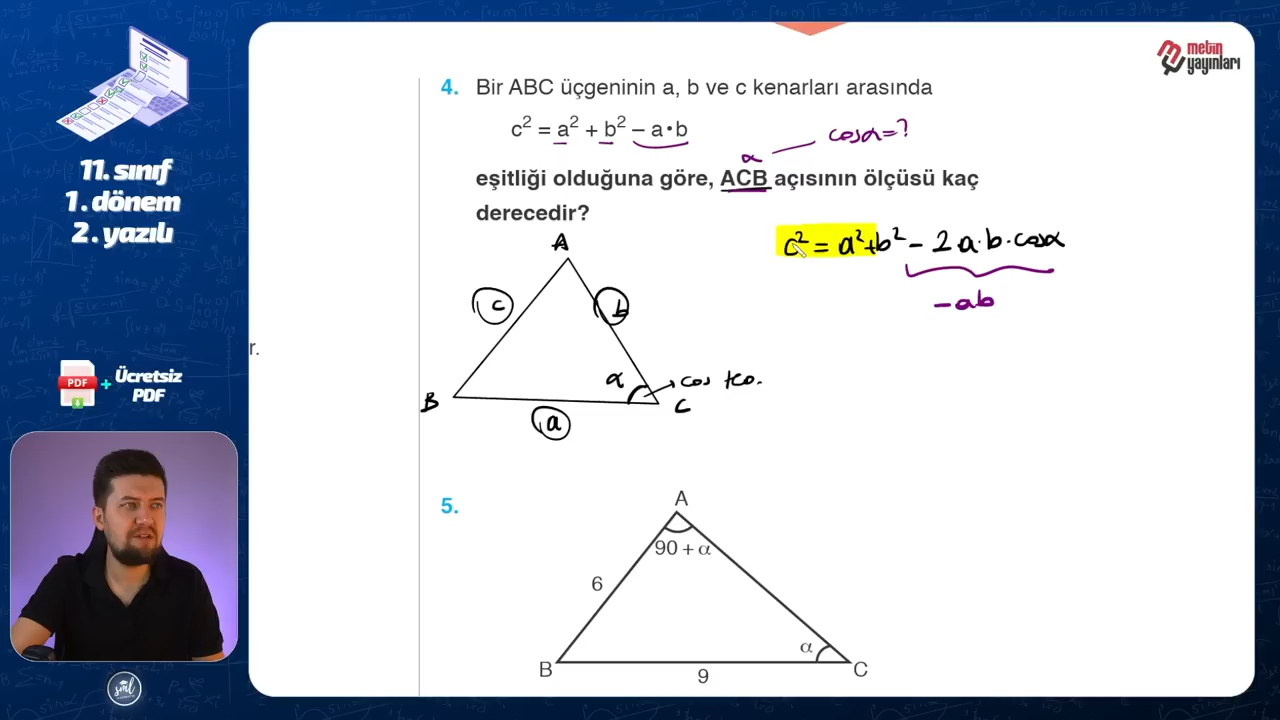 metin
yayınları
11. sınıf
1. dönem
2. yazılı
PDF
+ Ücretsiz
PDF
sml
r.
4. Bir ABC üçgeninin a, b ve c kenarları arasında
c² = a² + b² – a•b
cosα=?
α
eşitliği olduğuna göre, ACB açısının ölçüsü kaç
derecedir?
c² = a²+b² - 2a.b.cosα
-ab
A
c
b
α
cos teo.
B
a
C
5.
A
90 + α
6
α
B
9
C